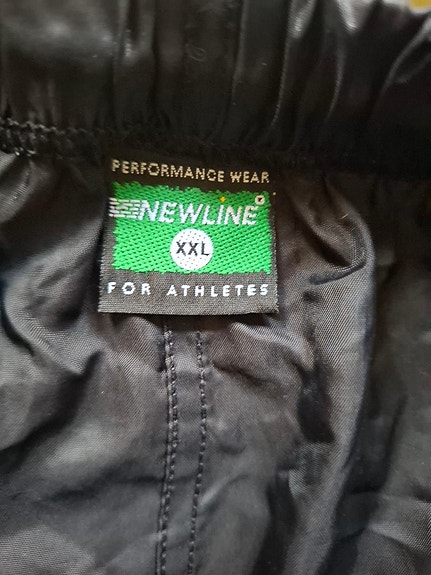 PERFORMANCE WEAR
NEWLINE®
XXL
FOR ATHLETES